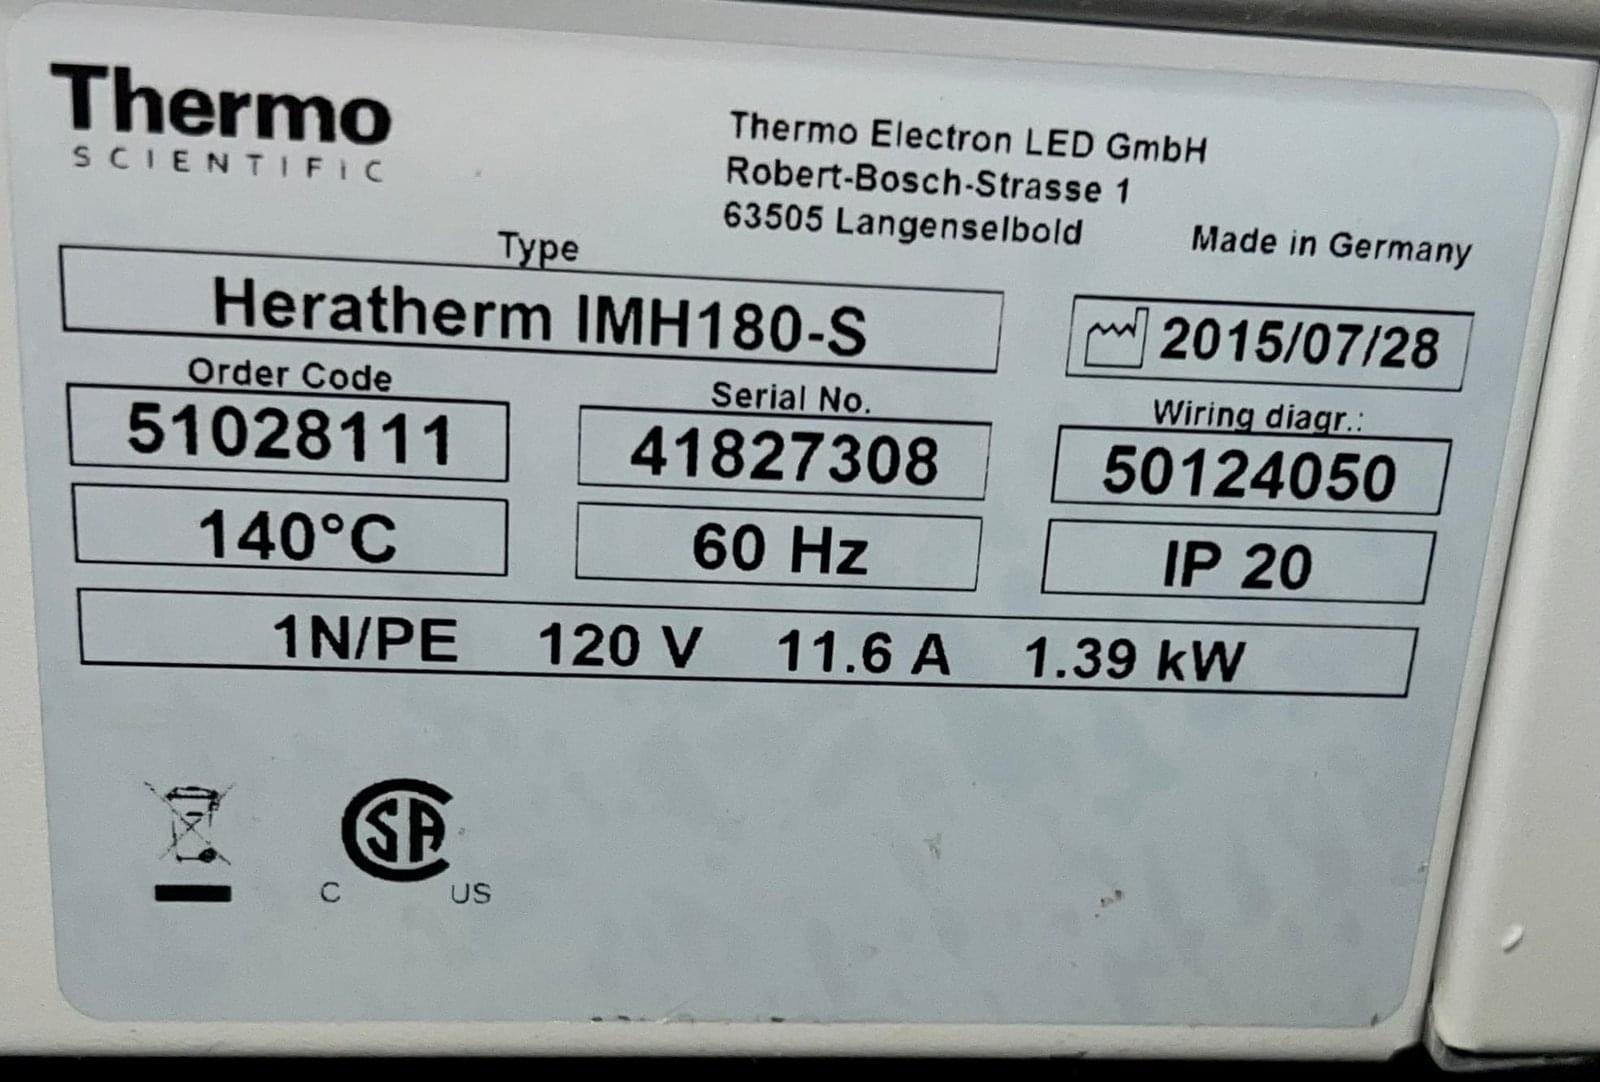 Thermo
SCIENTIFIC
Thermo Electron LED GmbH
Robert-Bosch-Strasse 1
63505 Langenselbold
Made in Germany
Type
Heratherm IMH180-S
2015/07/28
Order Code
51028111
Serial No.
41827308
Wiring diagr.:
50124050
140°C
60 Hz
IP 20
1N/PE 120 V 11.6 A 1.39 kW
SA
C US